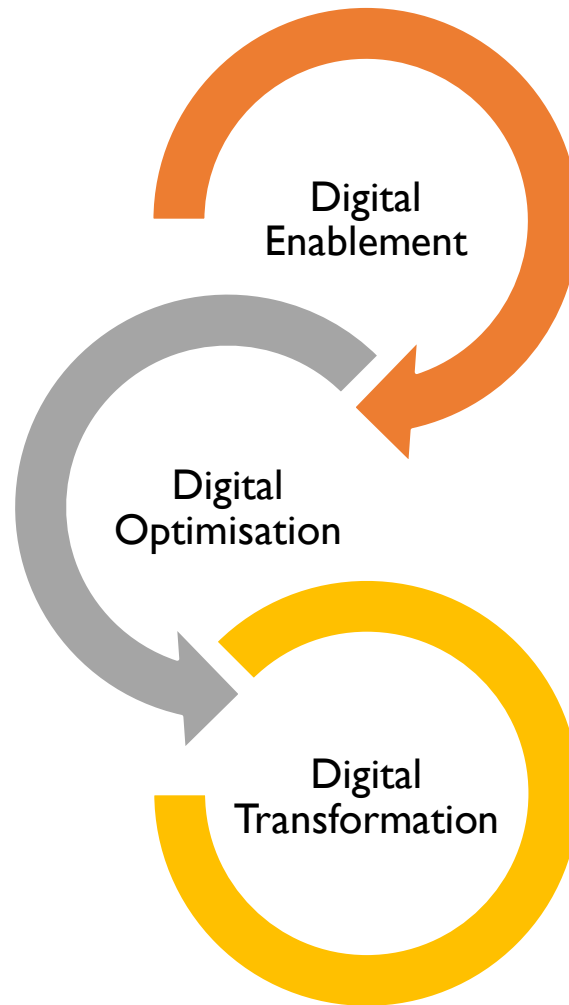 Digital
Enablement
Digital
Optimisation
Digital
Transformation